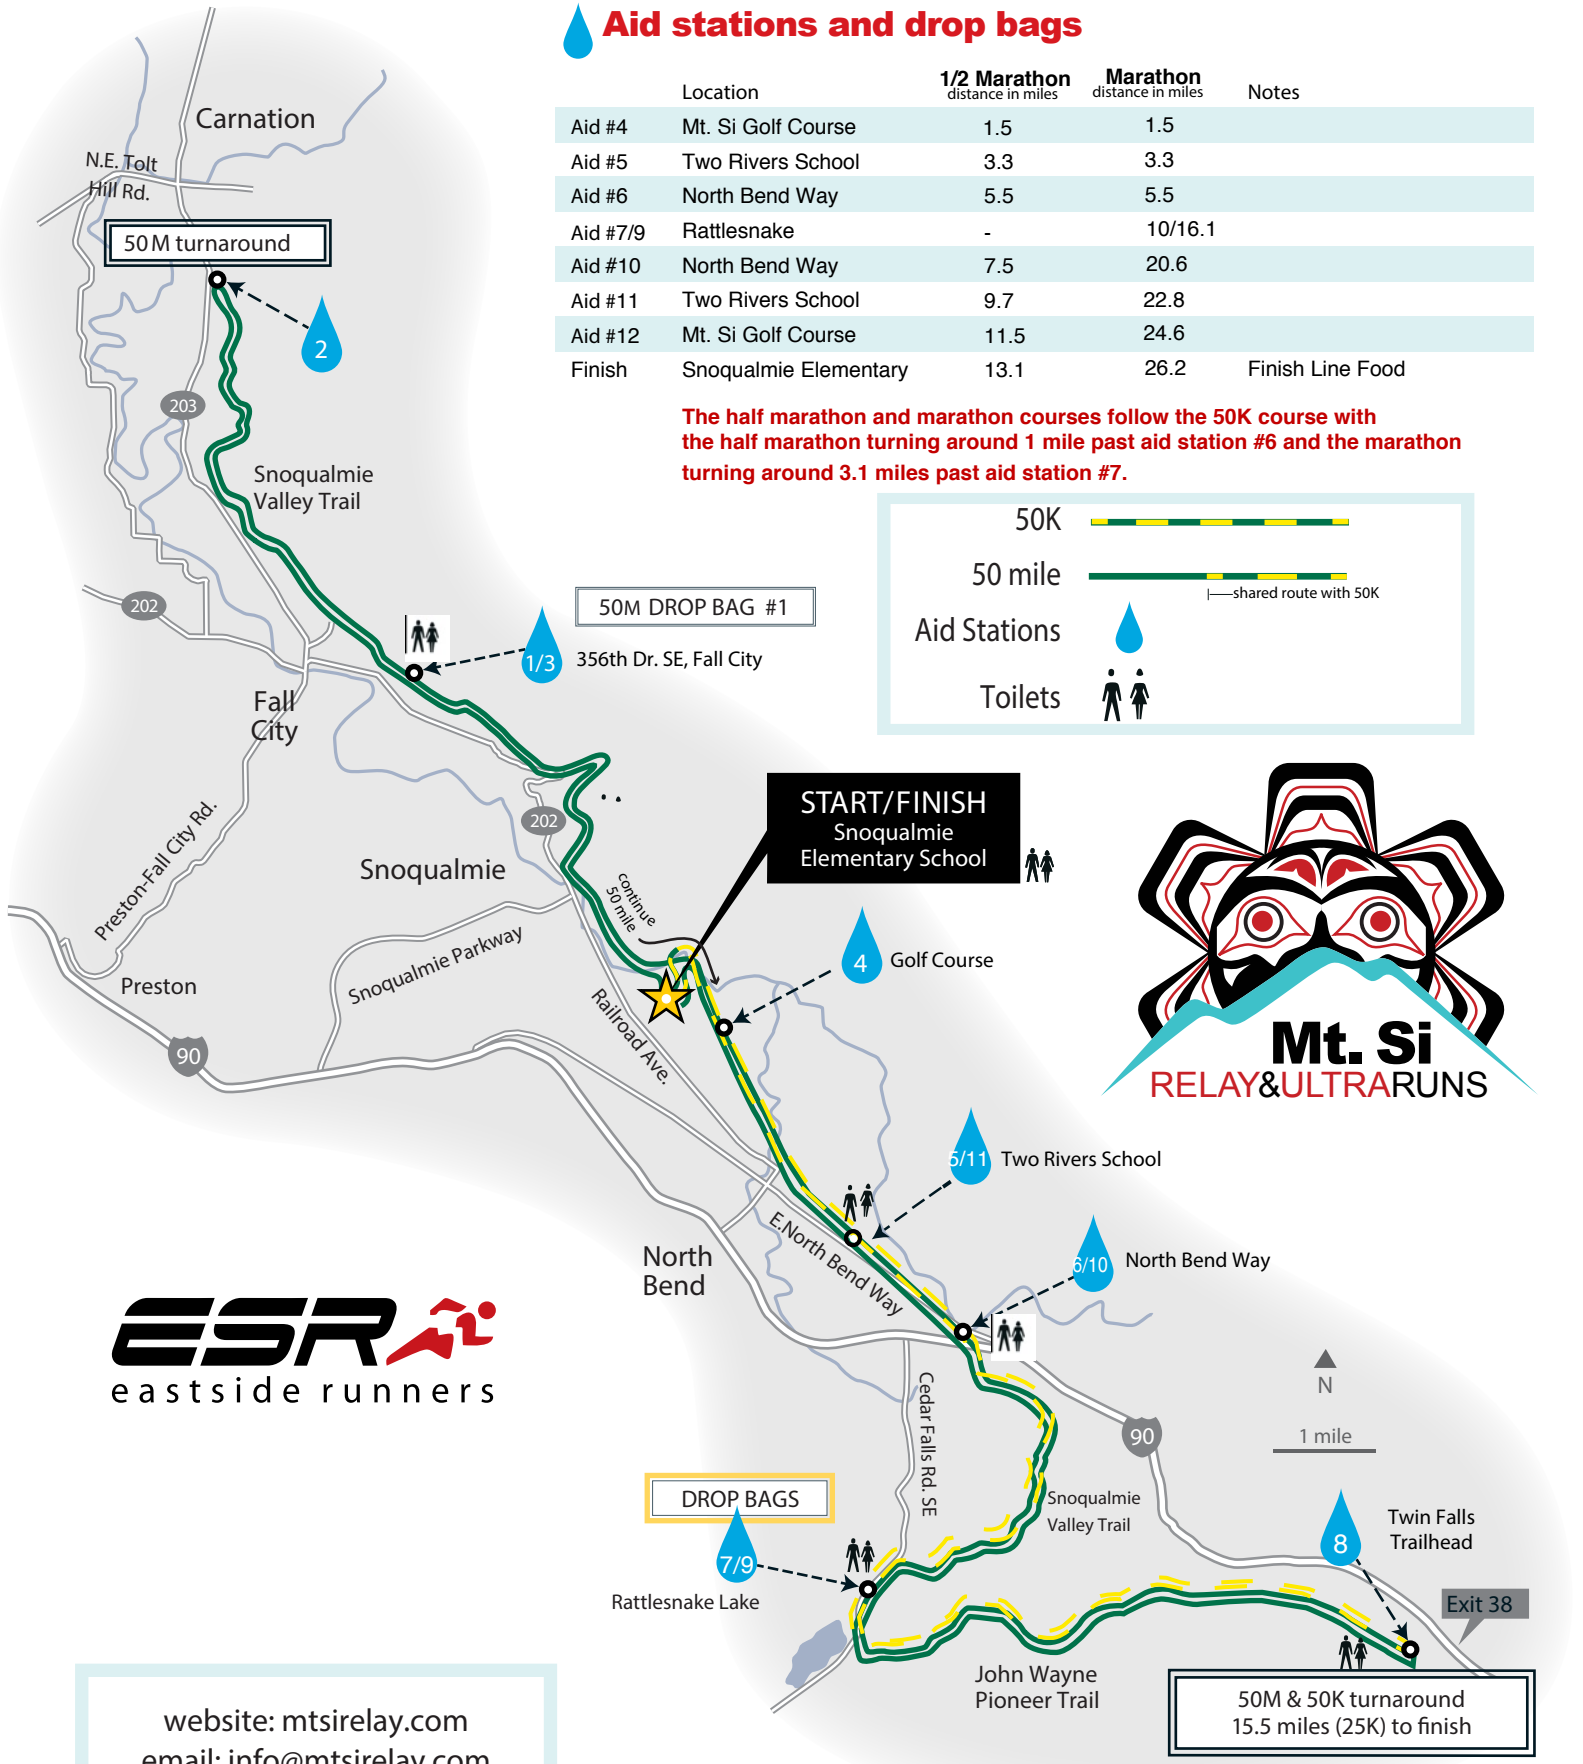 Aid stations and drop bags
Location 1/2 Marathon distance in miles Marathon distance in miles Notes
Aid #4 Mt. Si Golf Course 1.5 1.5
Aid #5 Two Rivers School 3.3 3.3
Aid #6 North Bend Way 5.5 5.5
Aid #7/9 Rattlesnake - 10/16.1
Aid #10 North Bend Way 7.5 20.6
Aid #11 Two Rivers School 9.7 22.8
Aid #12 Mt. Si Golf Course 11.5 24.6
Finish Snoqualmie Elementary 13.1 26.2 Finish Line Food
The half marathon and marathon courses follow the 50K course with
the half marathon turning around 1 mile past aid station #6 and the marathon
turning around 3.1 miles past aid station #7.
50K
50 mile
shared route with 50K
Aid Stations
Toilets
Carnation
N.E. Tolt
Hill Rd.
50M turnaround
2
203
Snoqualmie
Valley Trail
202
50M DROP BAG #1
1/3
356th Dr. SE, Fall City
Fall
City
Preston-Fall City Rd.
202
START/FINISH
Snoqualmie
Elementary School
Snoqualmie
continue
50 mile
Snoqualmie Parkway
4
Golf Course
Preston
Railroad Ave.
90
Mt. Si
RELAY&ULTRARUNS
5/11
Two Rivers School
E.North Bend Way
North
Bend
6/10
North Bend Way
ESR
eastside runners
N
1 mile
Cedar Falls Rd. SE
90
DROP BAGS
7/9
Rattlesnake Lake
Snoqualmie
Valley Trail
8
Twin Falls
Trailhead
Exit 38
John Wayne
Pioneer Trail
50M & 50K turnaround
15.5 miles (25K) to finish
website: mtsirelay.com
email: info@mtsirelay.com